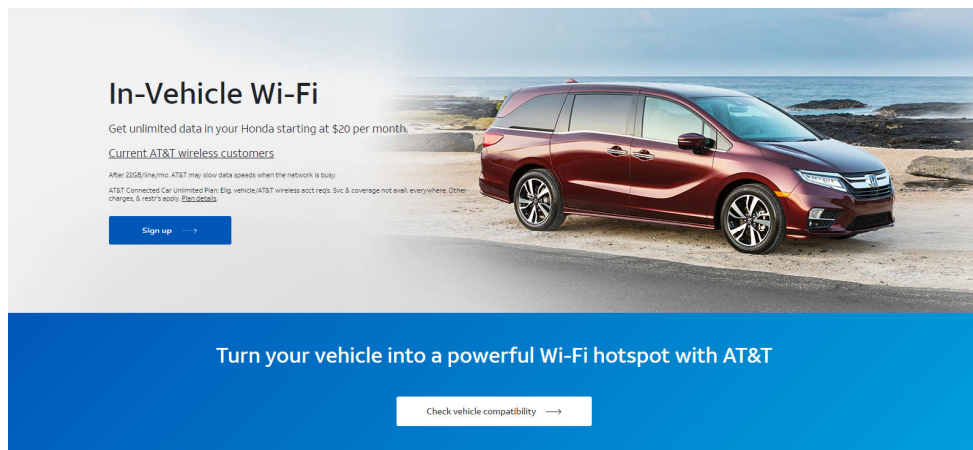 In-Vehicle Wi-Fi
Get unlimited data in your Honda starting at $20 per month.
Current AT&T wireless customers
After 22GB/line/mo. AT&T may slow data speeds when the network is busy.
AT&T Connected Car Unlimited Plan: Elig. vehicle/AT&T wireless acct req's. Svc & coverage not avail. everywhere. Other
charges, & restr's apply. Plan details.
Sign up
Turn your vehicle into a powerful Wi-Fi hotspot with AT&T
Check vehicle compatibility